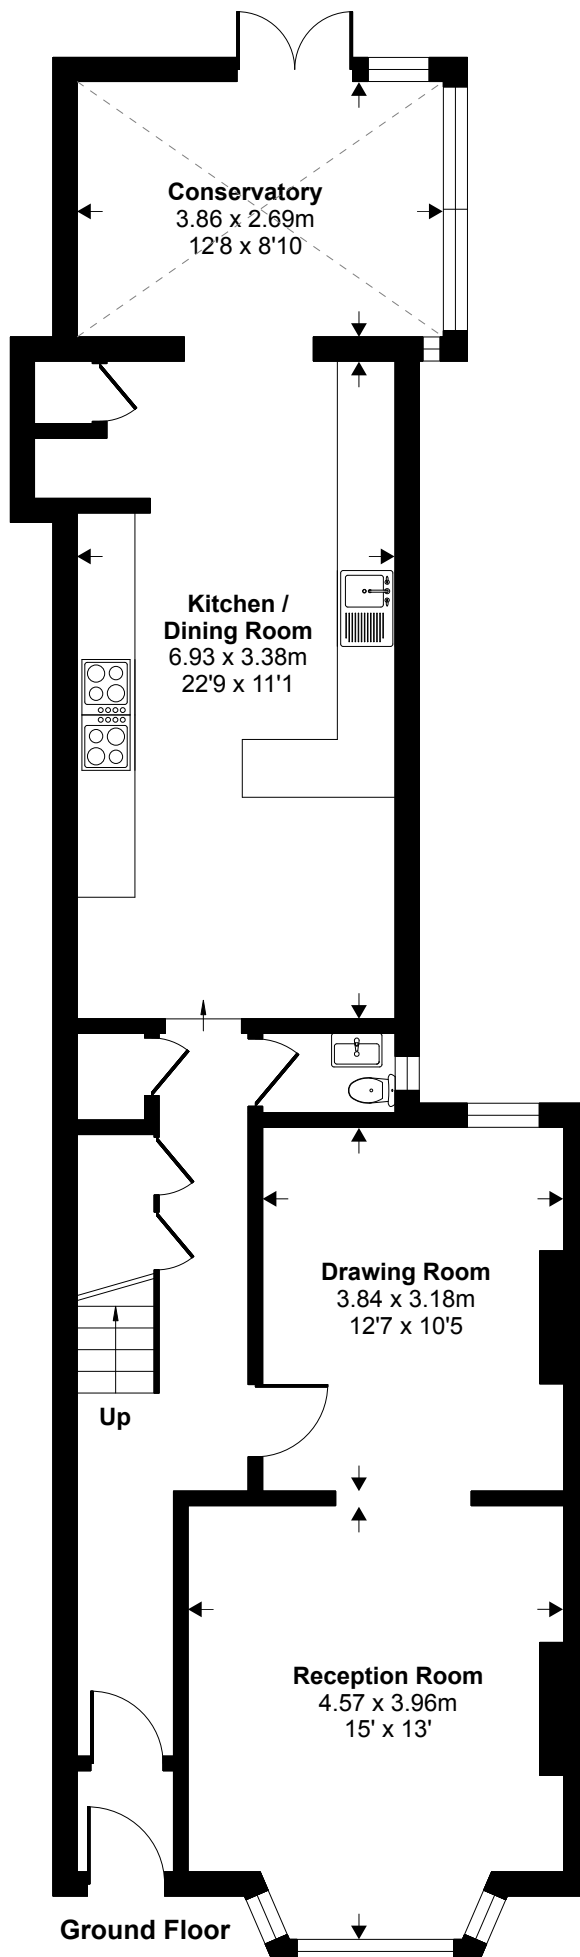 Conservatory
3.86 x 2.69m
12'8 x 8'10
Kitchen /
Dining Room
6.93 x 3.38m
22'9 x 11'1
Drawing Room
3.84 x 3.18m
12'7 x 10'5
Up
Reception Room
4.57 x 3.96m
15' x 13'
Ground Floor